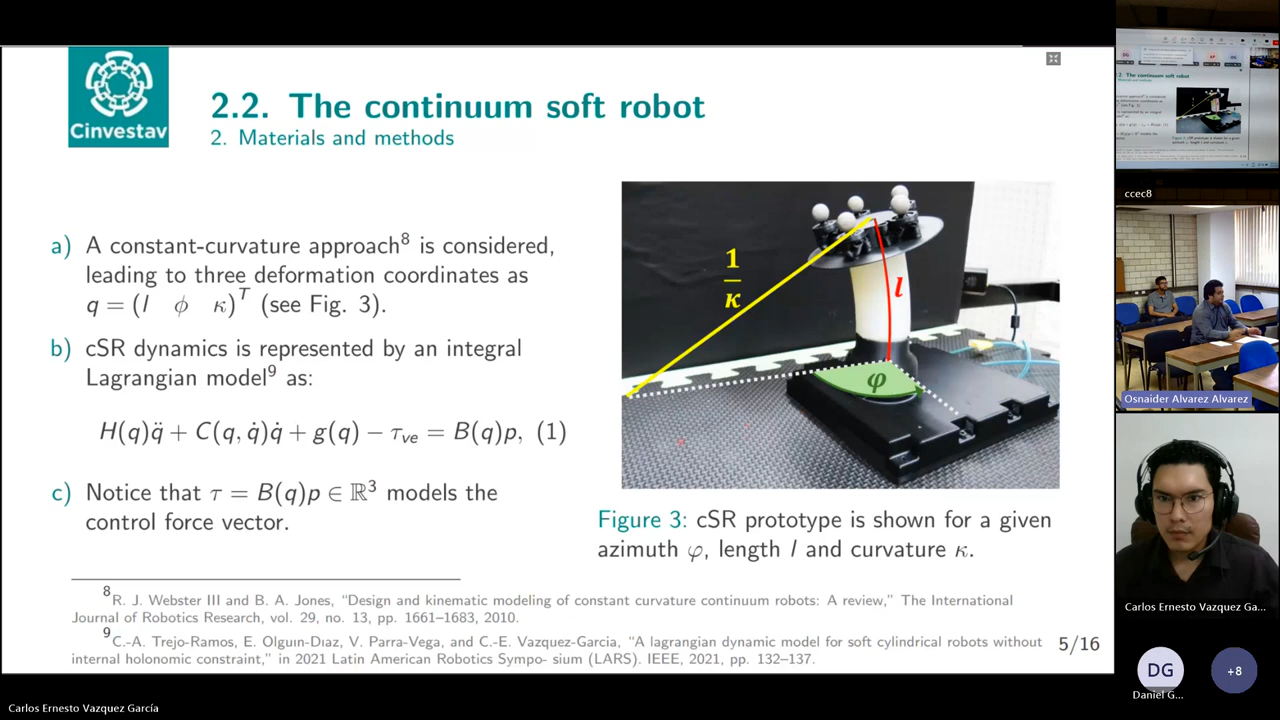 Cinvestav
2.2. The continuum soft robot
2. Materials and methods
a) A constant-curvature approach⁸ is considered,
leading to three deformation coordinates as
q = (l ϕ κ)ᵀ (see Fig. 3).
b) cSR dynamics is represented by an integral
Lagrangian model⁹ as:
H(q)q̈ + C(q, q̇)q̇ + g(q) − τve = B(q)p, (1)
c) Notice that τ = B(q)p ∈ ℝ³ models the
control force vector.
1
κ
l
φ
Figure 3: cSR prototype is shown for a given
azimuth φ, length l and curvature κ.
⁸R. J. Webster III and B. A. Jones, “Design and kinematic modeling of constant curvature continuum robots: A review,” The International
Journal of Robotics Research, vol. 29, no. 13, pp. 1661–1683, 2010.
⁹C.-A. Trejo-Ramos, E. Olguın-Dıaz, V. Parra-Vega, and C.-E. Vazquez-Garcia, “A lagrangian dynamic model for soft cylindrical robots without
internal holonomic constraint,” in 2021 Latin American Robotics Sympo- sium (LARS). IEEE, 2021, pp. 132–137.
5/16
Carlos Ernesto Vazquez García
ccec8
Osnaider Alvarez Alvarez
Carlos Ernesto Vazquez Ga...
DG
Daniel G...
+8